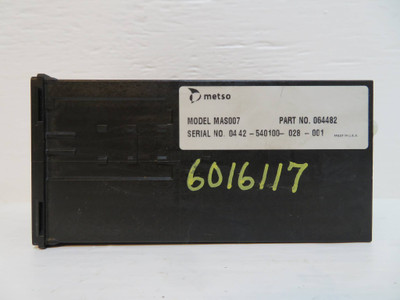 metso
MODEL MAS007 PART NO. 064482
SERIAL NO. 0442-540100-028-001
6016117